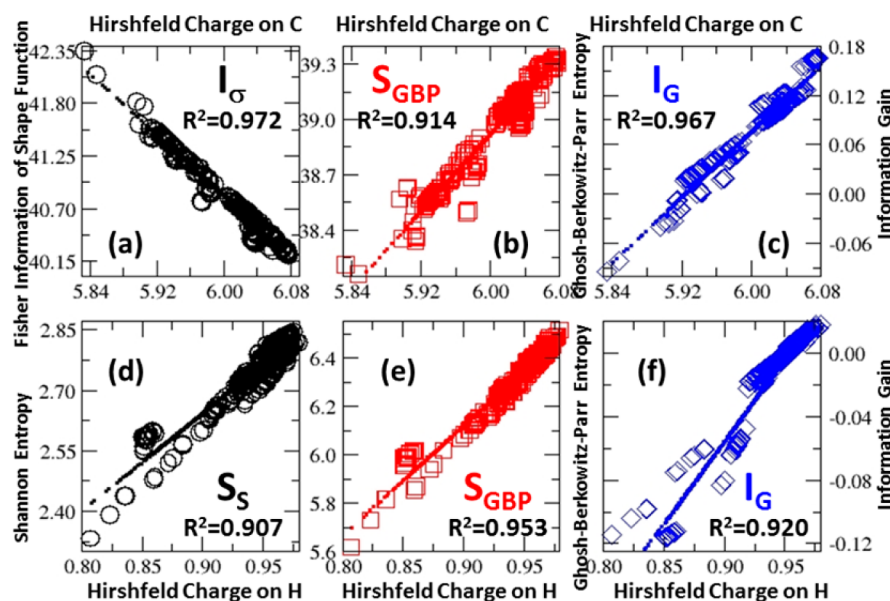 Hirshfeld Charge on C Hirshfeld Charge on C Hirshfeld Charge on C
Fisher Information of Shape Function
42.35
41.80
41.25
40.70
40.15
Iσ
R²=0.972
(a)
5.84 5.92 6.00 6.08
39.3
39.0
38.7
38.4
SGBP
R²=0.914
(b)
5.84 5.92 6.00 6.08
Ghosh-Berkowitz-Parr Entropy
IG
R²=0.967
(c)
0.18
0.12
0.06
0.00
-0.06
Information Gain
5.84 5.92 6.00 6.08
Shannon Entropy
2.85
2.70
2.55
2.40
(d)
SS
R²=0.907
0.80 0.85 0.90 0.95
6.4
6.2
6.0
5.8
5.6
(e)
SGBP
R²=0.953
0.80 0.85 0.90 0.95
Ghosh-Berkowitz-Parr Entropy
(f)
IG
R²=0.920
0.00
-0.04
-0.08
-0.12
Information Gain
0.80 0.85 0.90 0.95
Hirshfeld Charge on H Hirshfeld Charge on H Hirshfeld Charge on H